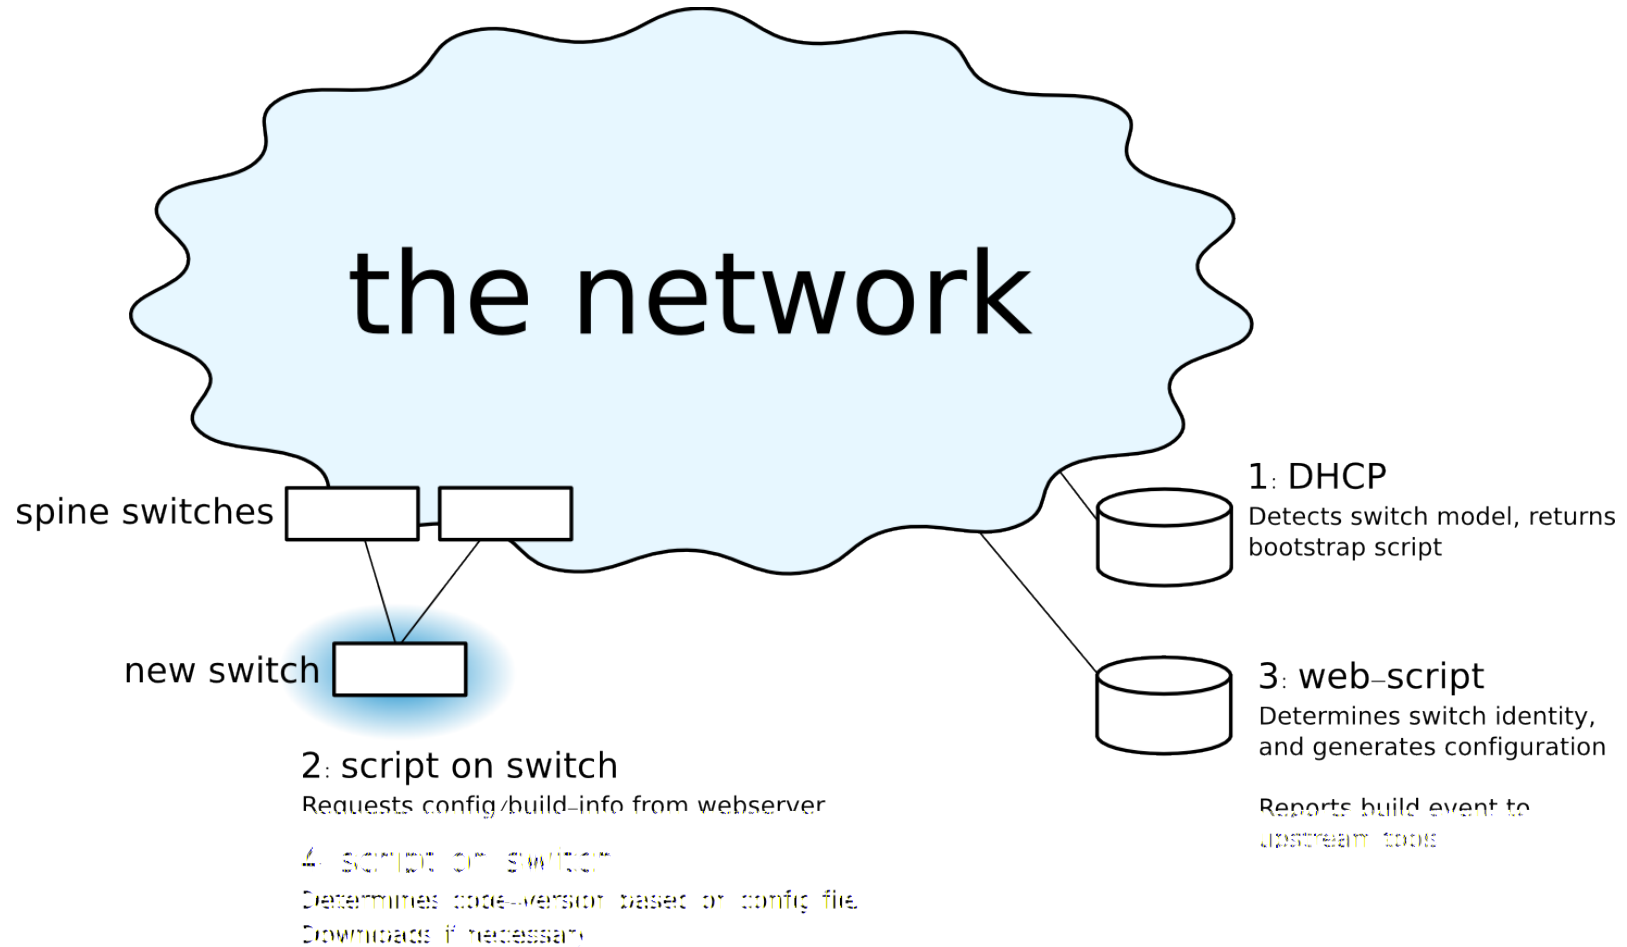 the network
spine switches
new switch
1: DHCP
Detects switch model, returns
bootstrap script
2: script on switch
Requests config/build-info from webserver
3: web-script
Determines switch identity,
and generates configuration
Reports build event to
upstream tools
4: script on switch
Determines code-version based on config file.
Downloads if necessary